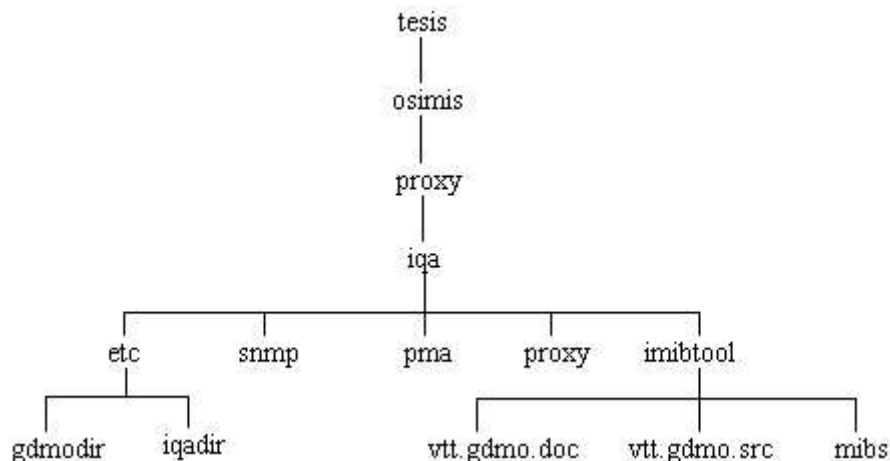 tesis
osimis
proxy
iqa
etc snmp pma proxy imibtool
gdmodir iqadir vtt.gdmo.doc vtt.gdmo.src mibs